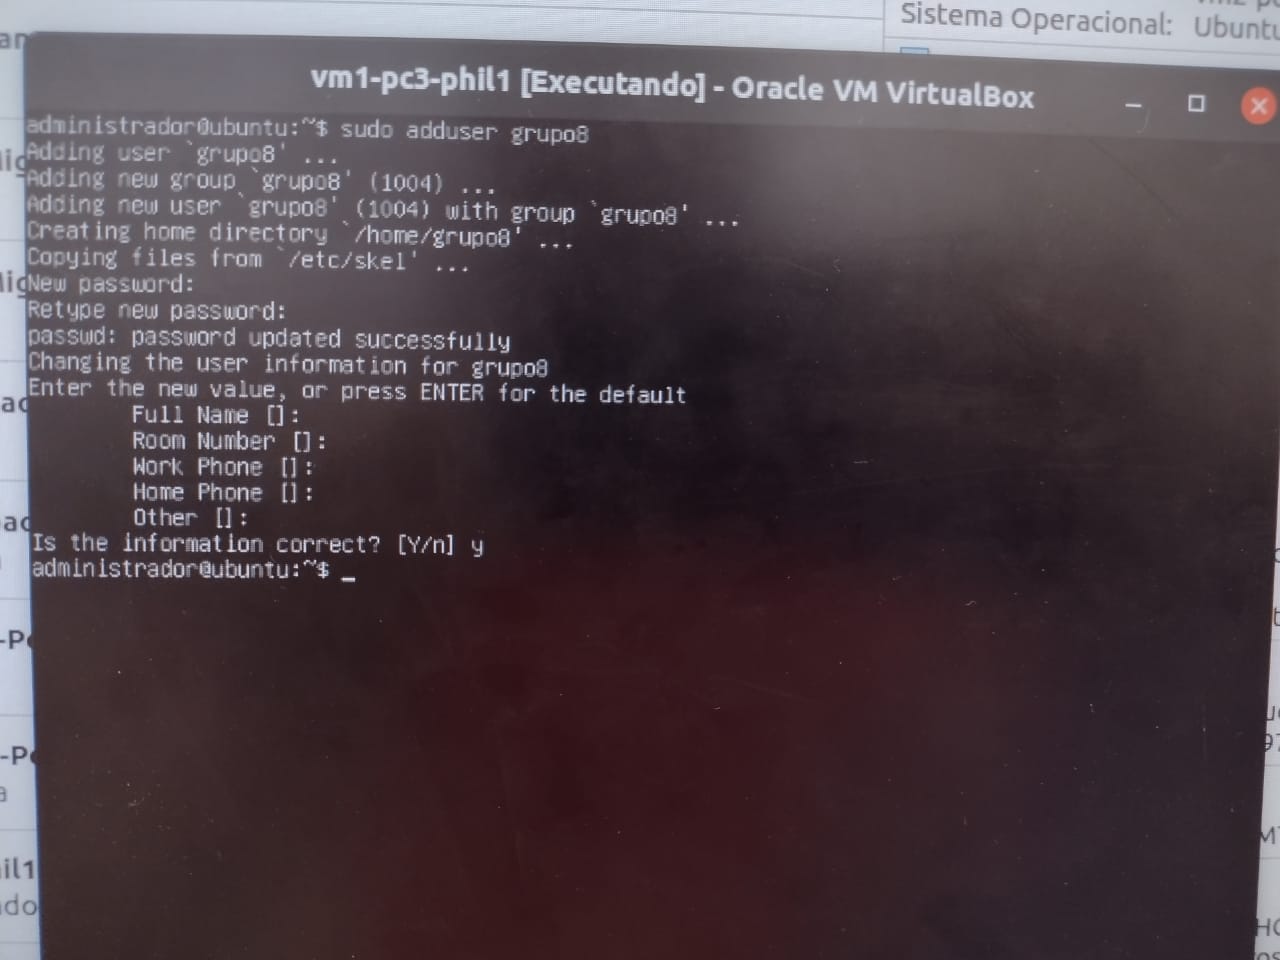 Sistema Operacional:
Ubuntu
vm1-pc3-phil1 [Executando] - Oracle VM VirtualBox
administrador@ubuntu:~$ sudo adduser grupo8
Adding user `grupo8' ...
Adding new group `grupo8' (1004) ...
Adding new user `grupo8' (1004) with group `grupo8' ...
Creating home directory `/home/grupo8' ...
Copying files from `/etc/skel' ...
New password:
Retype new password:
passwd: password updated successfully
Changing the user information for grupo8
Enter the new value, or press ENTER for the default
Full Name []:
Room Number []:
Work Phone []:
Home Phone []:
Other []:
Is the information correct? [Y/n] y
administrador@ubuntu:~$ _